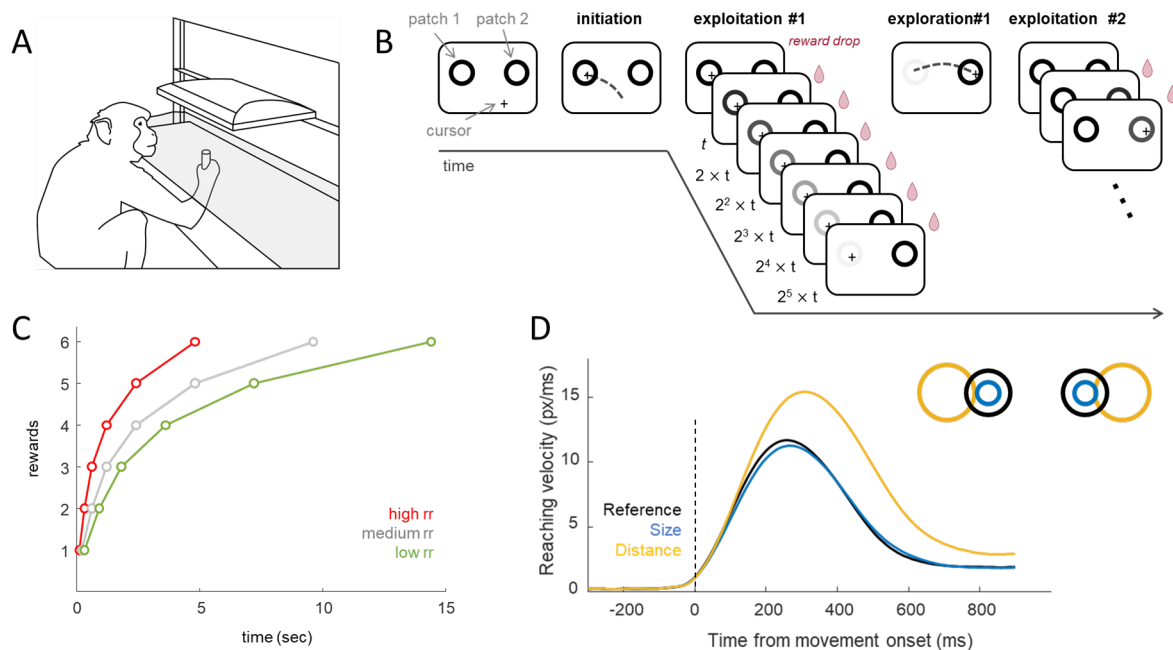 A
B
patch 1
patch 2
cursor
initiation
exploitation #1
reward drop
exploration#1
exploitation #2
time
t
2 × t
2² × t
2³ × t
2⁴ × t
2⁵ × t
C
rewards
6
5
4
3
2
1
high rr
medium rr
low rr
0
5
10
15
time (sec)
D
Reaching velocity (px/ms)
15
10
5
0
Reference
Size
Distance
-200
0
200
400
600
800
Time from movement onset (ms)